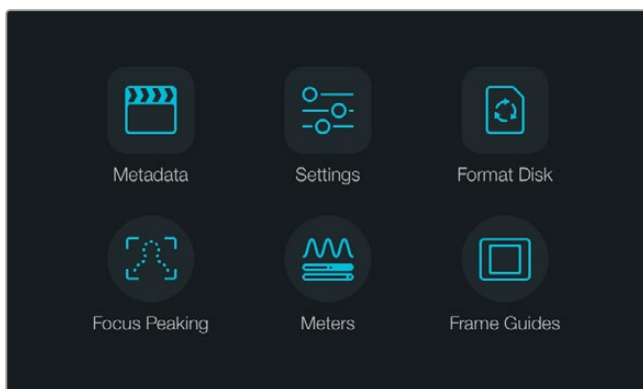 Metadata
Settings
Format Disk
Focus Peaking
Meters
Frame Guides